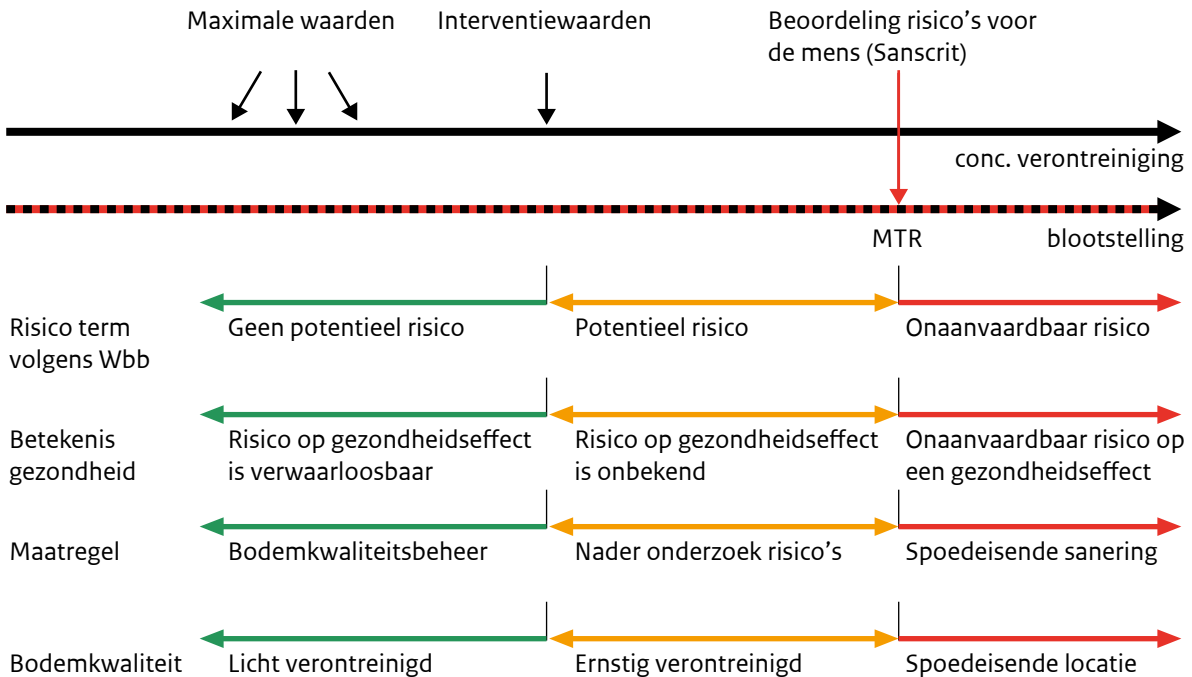 Maximale waarden
Interventiewaarden
Beoordeling risico’s voor
de mens (Sanscrit)
conc. verontreiniging
MTR
blootstelling
Risico term
volgens Wbb
Geen potentieel risico
Potentieel risico
Onaanvaardbaar risico
Betekenis
gezondheid
Risico op gezondheidseffect
is verwaarloosbaar
Risico op gezondheidseffect
is onbekend
Onaanvaardbaar risico op
een gezondheidseffect
Maatregel
Bodemkwaliteitsbeheer
Nader onderzoek risico’s
Spoedeisende sanering
Bodemkwaliteit
Licht verontreinigd
Ernstig verontreinigd
Spoedeisende locatie